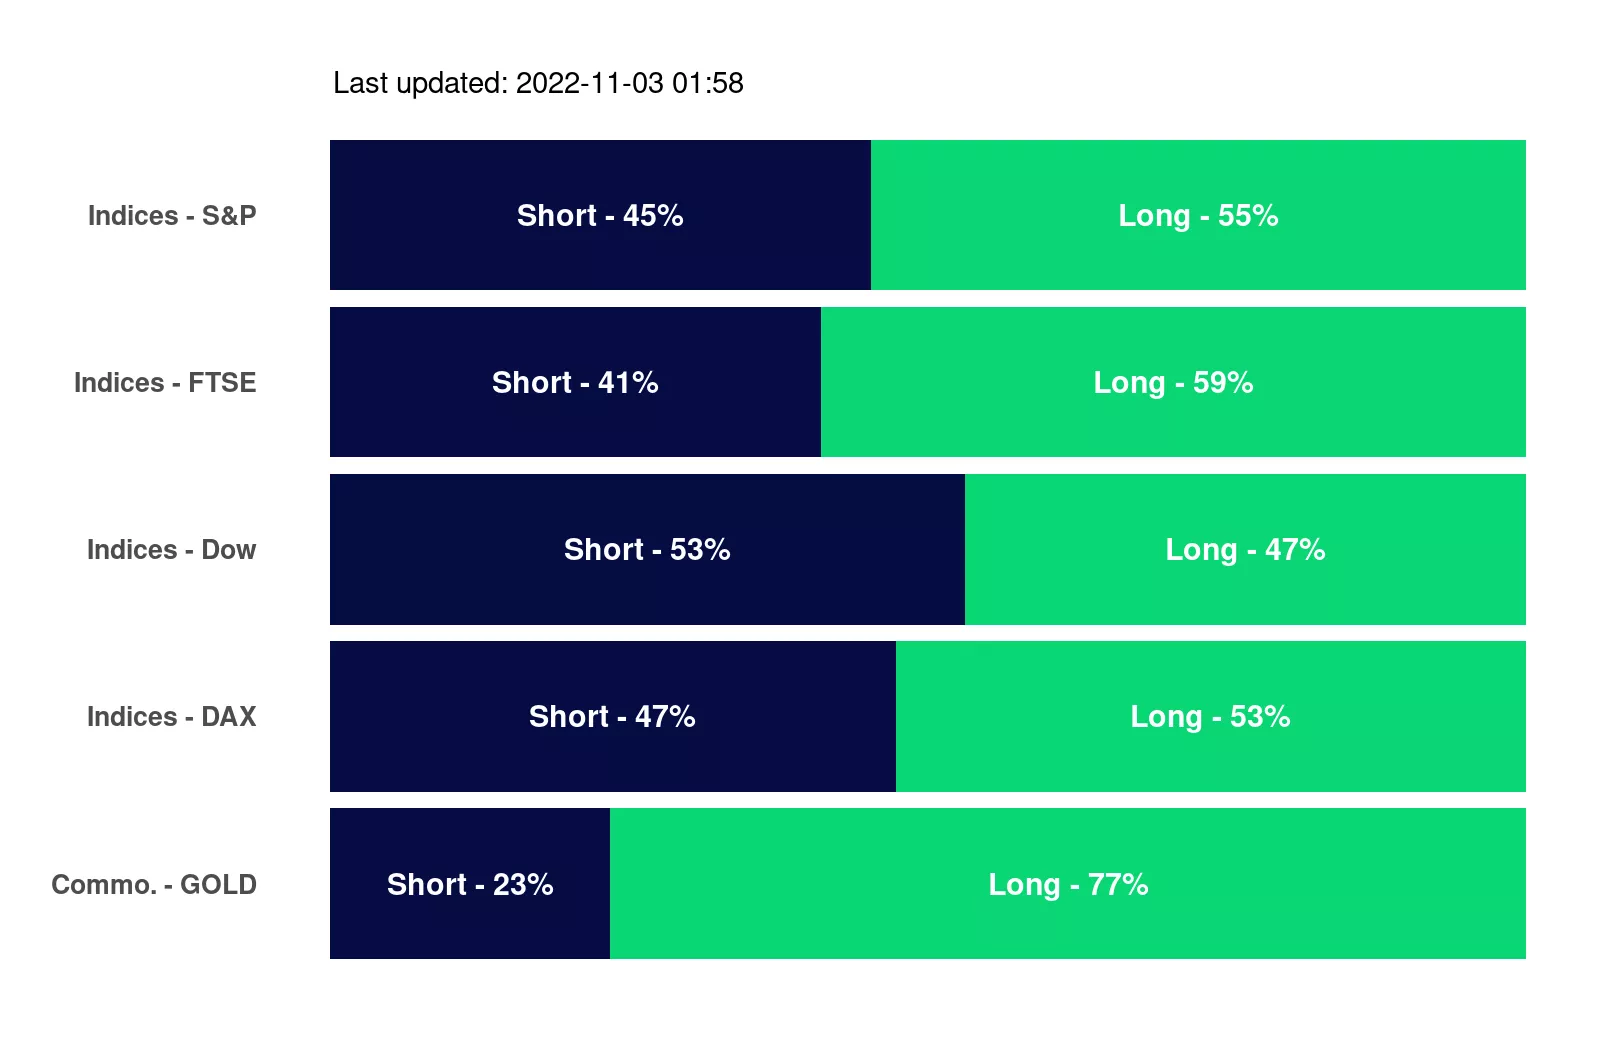 Last updated: 2022-11-03 01:58
Indices - S&P Short - 45% Long - 55%
Indices - FTSE Short - 41% Long - 59%
Indices - Dow Short - 53% Long - 47%
Indices - DAX Short - 47% Long - 53%
Commo. - GOLD Short - 23% Long - 77%